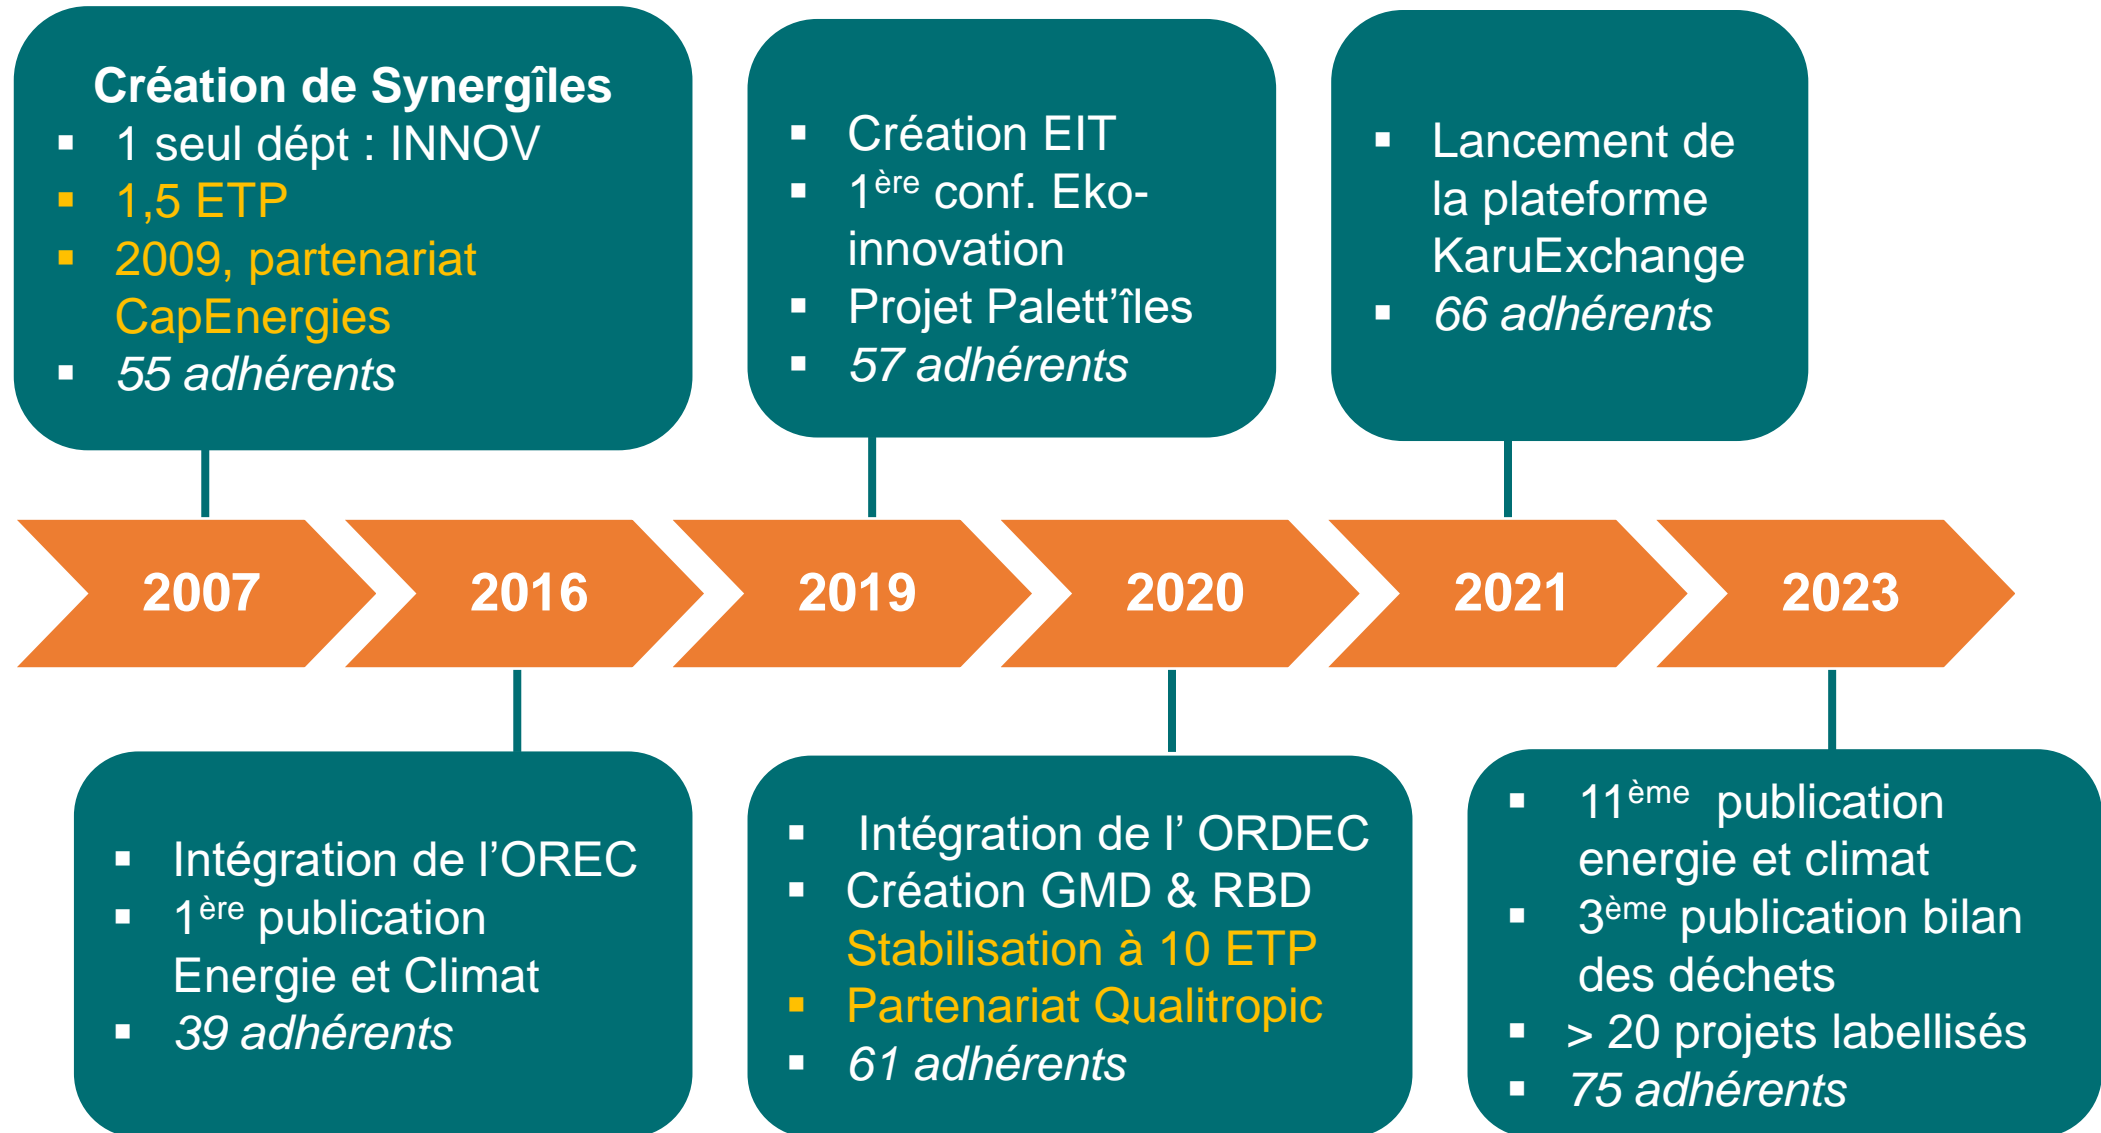 Création de Synergîles
▪ 1 seul dépt : INNOV
▪ 1,5 ETP
▪ 2009, partenariat
CapEnergies
▪ 55 adhérents
▪ Création EIT
▪ 1ère conf. Eko-
innovation
▪ Projet Palett’îles
▪ 57 adhérents
▪ Lancement de
la plateforme
KaruExchange
▪ 66 adhérents
2007
2016
2019
2020
2021
2023
▪ Intégration de l’OREC
▪ 1ère publication
Energie et Climat
▪ 39 adhérents
▪ Intégration de l’ ORDEC
▪ Création GMD & RBD
Stabilisation à 10 ETP
▪ Partenariat Qualitropic
▪ 61 adhérents
▪ 11ème publication
energie et climat
▪ 3ème publication bilan
des déchets
▪ > 20 projets labellisés
▪ 75 adhérents